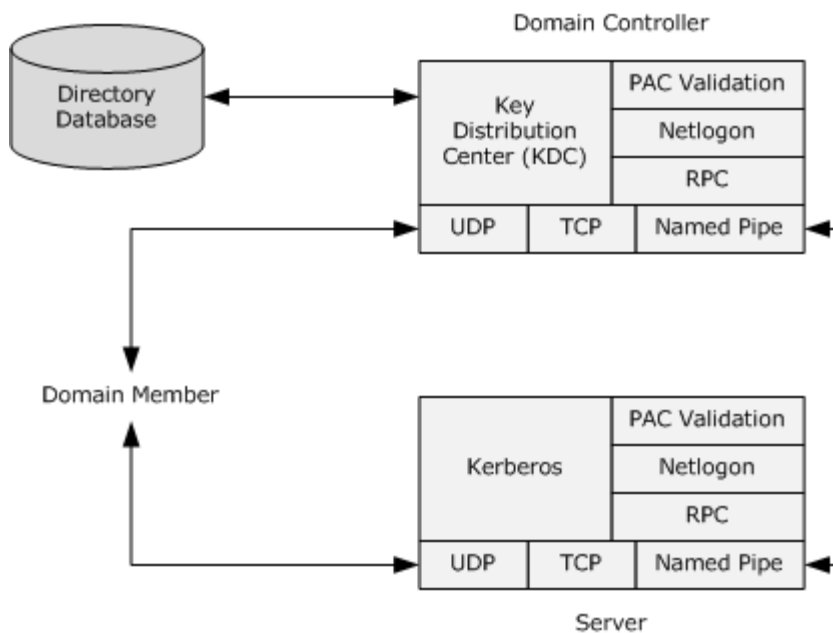 Domain Controller
Directory
Database
Key
Distribution
Center (KDC)
PAC Validation
Netlogon
RPC
UDP
TCP
Named Pipe
Domain Member
Kerberos
PAC Validation
Netlogon
RPC
UDP
TCP
Named Pipe
Server